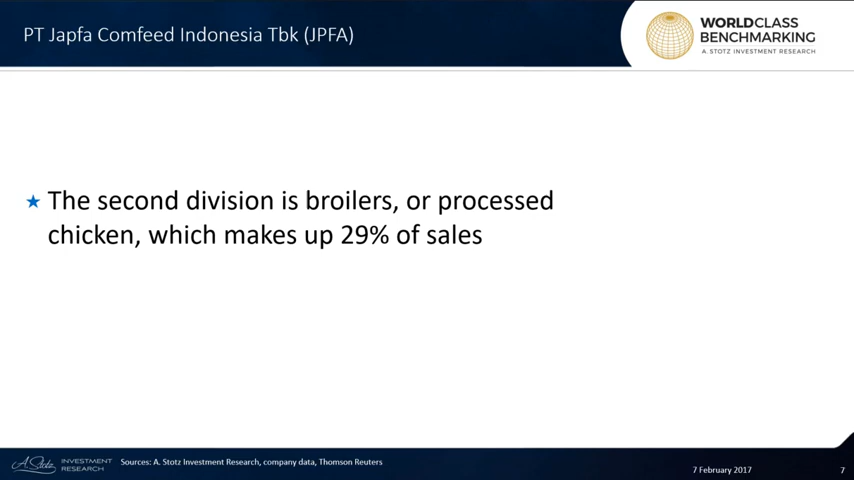 PT Japfa Comfeed Indonesia Tbk (JPFA)
WORLDCLASS
BENCHMARKING
A. STOTZ INVESTMENT RESEARCH
The second division is broilers, or processed
chicken, which makes up 29% of sales
A. Stotz INVESTMENT
RESEARCH
Sources: A. Stotz Investment Research, company data, Thomson Reuters
7 February 2017
7